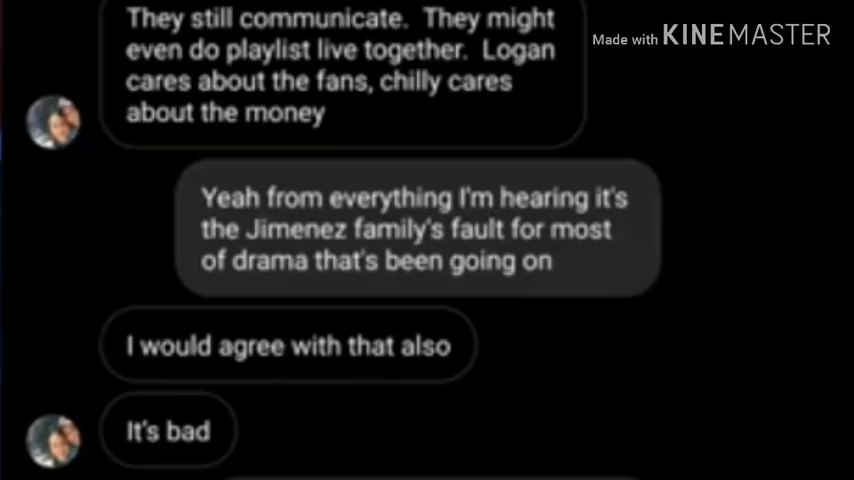 They still communicate.  They might
even do playlist live together.  Logan
cares about the fans, chilly cares
about the money
Made with KINEMASTER
Yeah from everything I'm hearing it's
the Jimenez family's fault for most
of drama that's been going on
I would agree with that also
It's bad